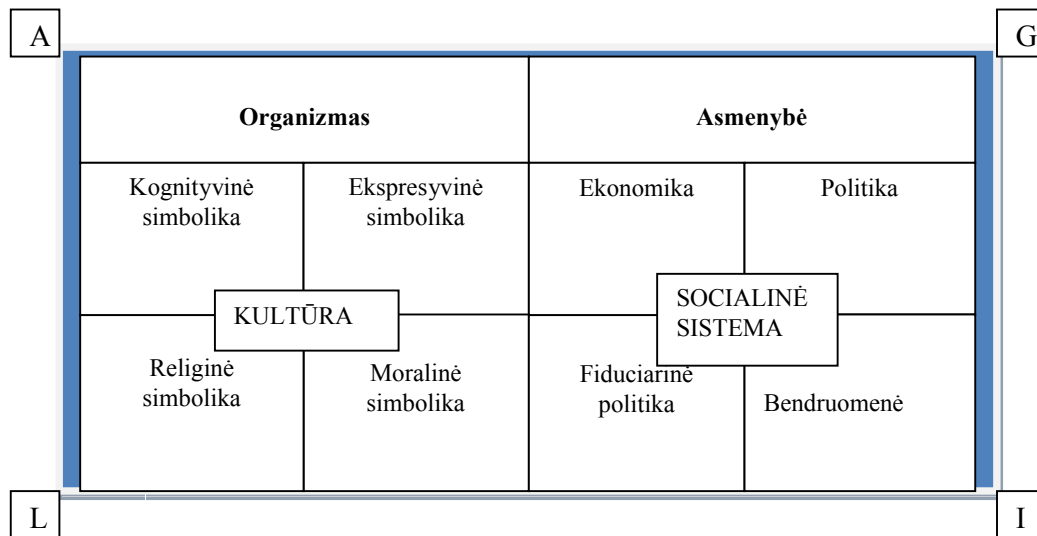 A
G
Organizmas
Asmenybė
Kognityvinė
simbolika
Ekspresyvinė
simbolika
Ekonomika
Politika
KULTŪRA
SOCIALINĖ
SISTEMA
Religinė
simbolika
Moralinė
simbolika
Fiduciarinė
politika
Bendruomenė
L
I